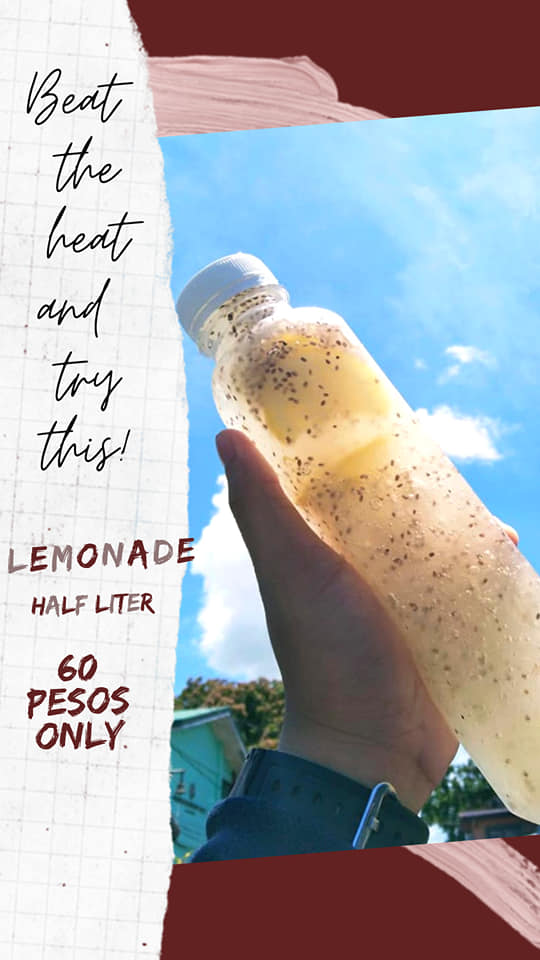 Beat
the
heat
and
try
this!
LEMONADE
HALF LITER
60
PESOS
ONLY.